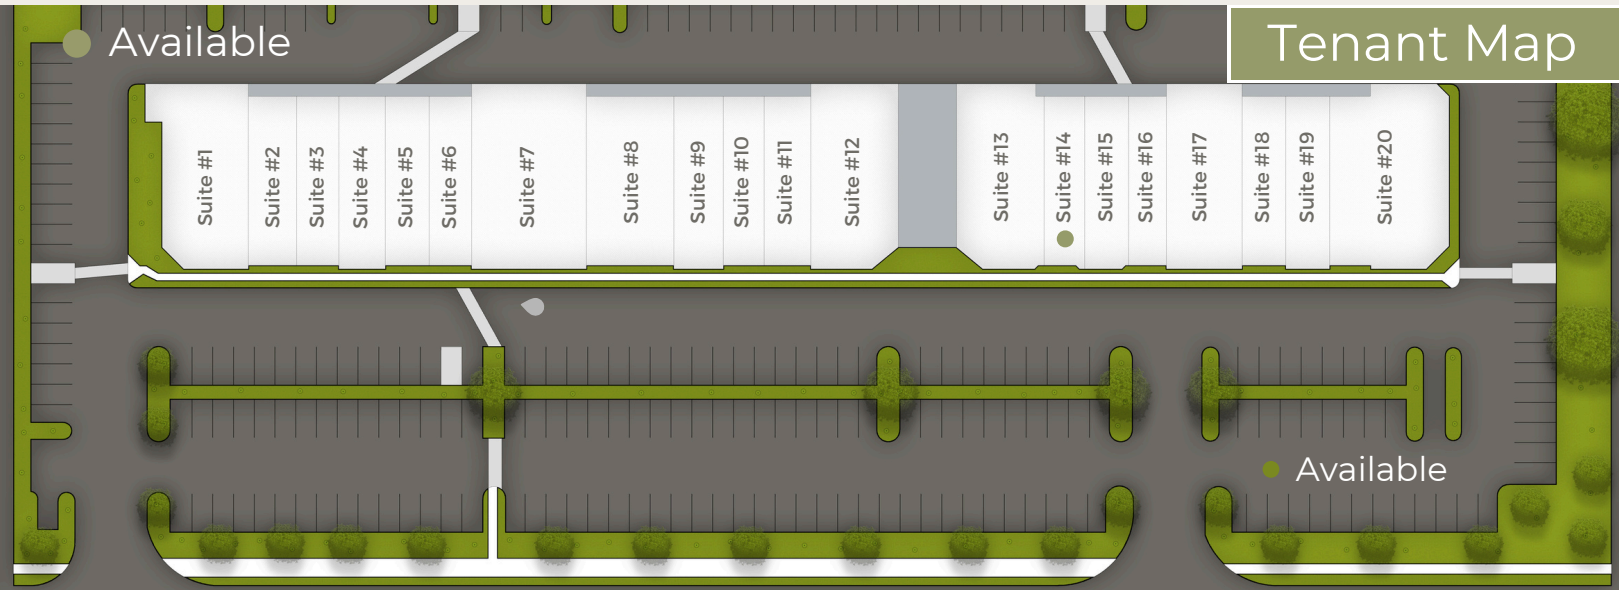 Available
Tenant Map
Suite #1
Suite #2
Suite #3
Suite #4
Suite #5
Suite #6
Suite #7
Suite #8
Suite #9
Suite #10
Suite #11
Suite #12
Suite #13
Suite #14
Suite #15
Suite #16
Suite #17
Suite #18
Suite #19
Suite #20
Available